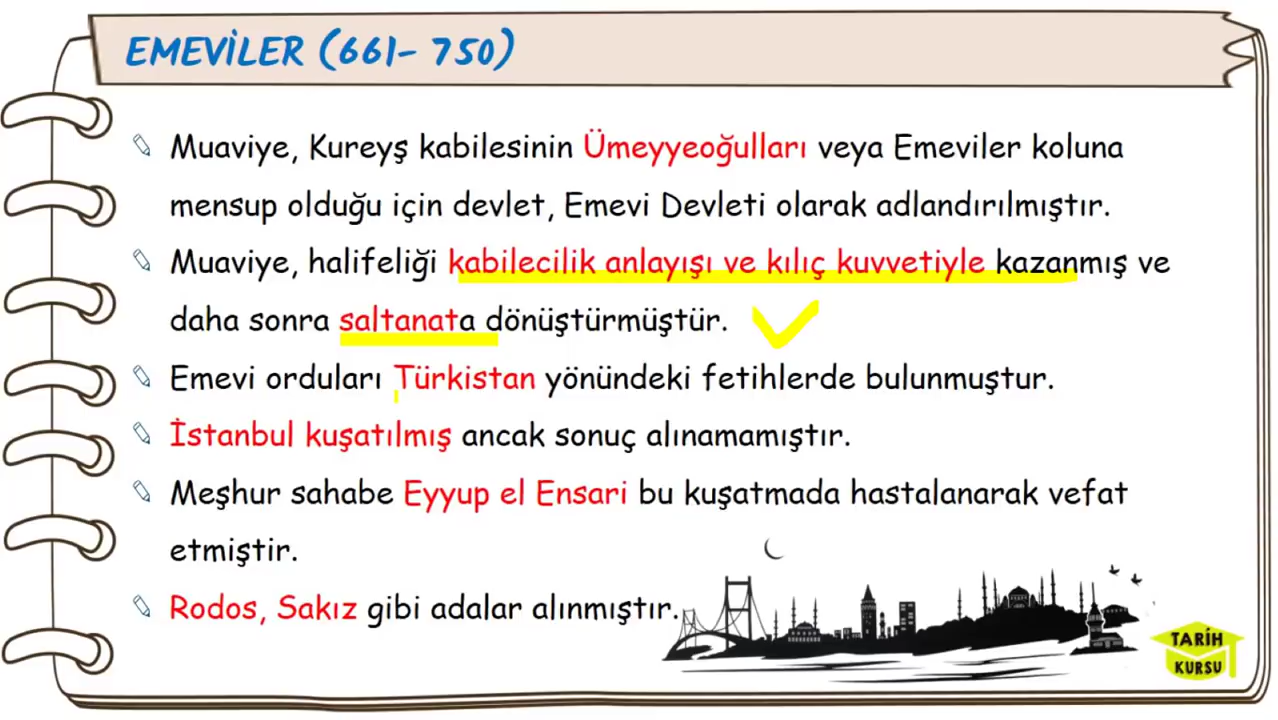 EMEVİLER (661- 750)
Muaviye, Kureyş kabilesinin Ümeyyeoğulları veya Emeviler koluna
mensup olduğu için devlet, Emevi Devleti olarak adlandırılmıştır.
Muaviye, halifeliği kabilecilik anlayışı ve kılıç kuvvetiyle kazanmış ve
daha sonra saltanata dönüştürmüştür.
Emevi orduları Türkistan yönündeki fetihlerde bulunmuştur.
İstanbul kuşatılmış ancak sonuç alınamamıştır.
Meşhur sahabe Eyyup el Ensari bu kuşatmada hastalanarak vefat
etmiştir.
Rodos, Sakız gibi adalar alınmıştır.
TARİH
KURSU